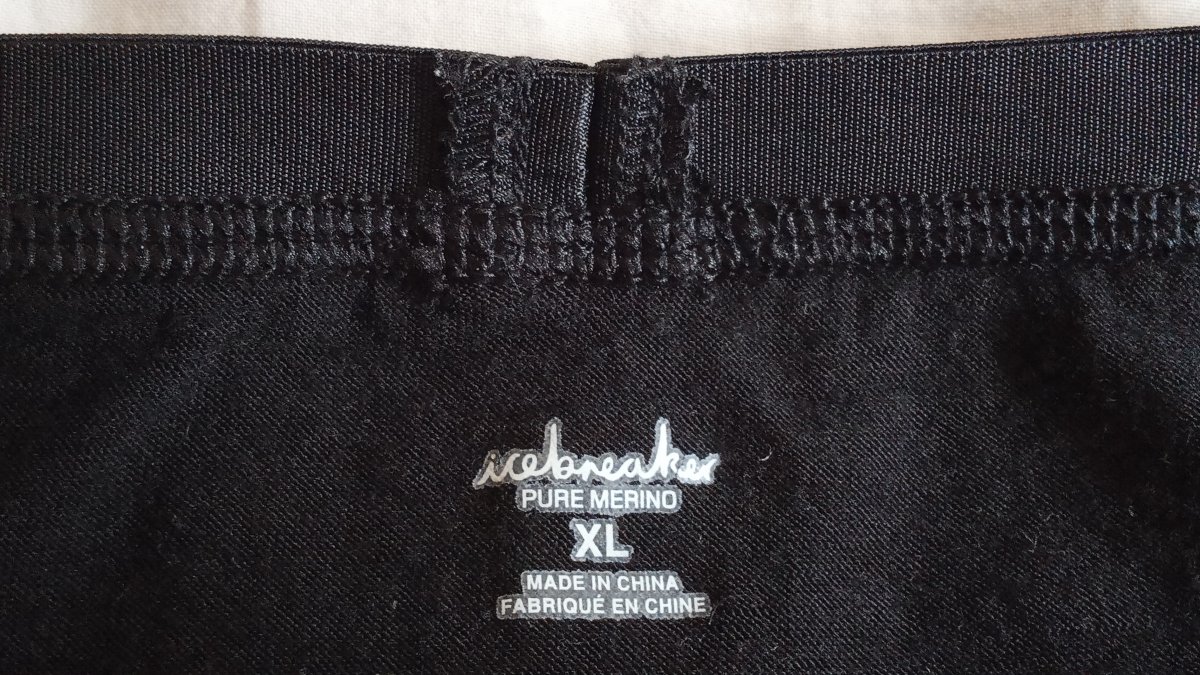 icebreaker
PURE MERINO
XL
MADE IN CHINA
FABRIQUÉ EN CHINE